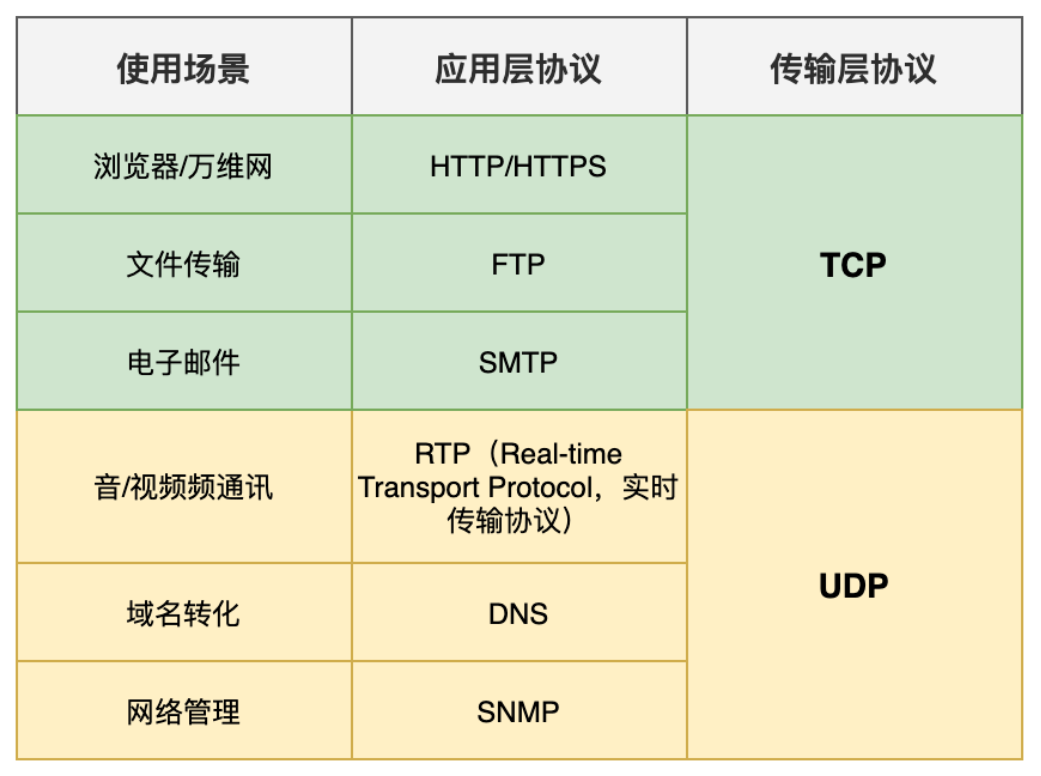 使用场景
应用层协议
传输层协议
浏览器/万维网
HTTP/HTTPS
TCP
文件传输
FTP
电子邮件
SMTP
音/视频频通讯
RTP（Real-time
Transport Protocol，实时
传输协议）
UDP
域名转化
DNS
网络管理
SNMP